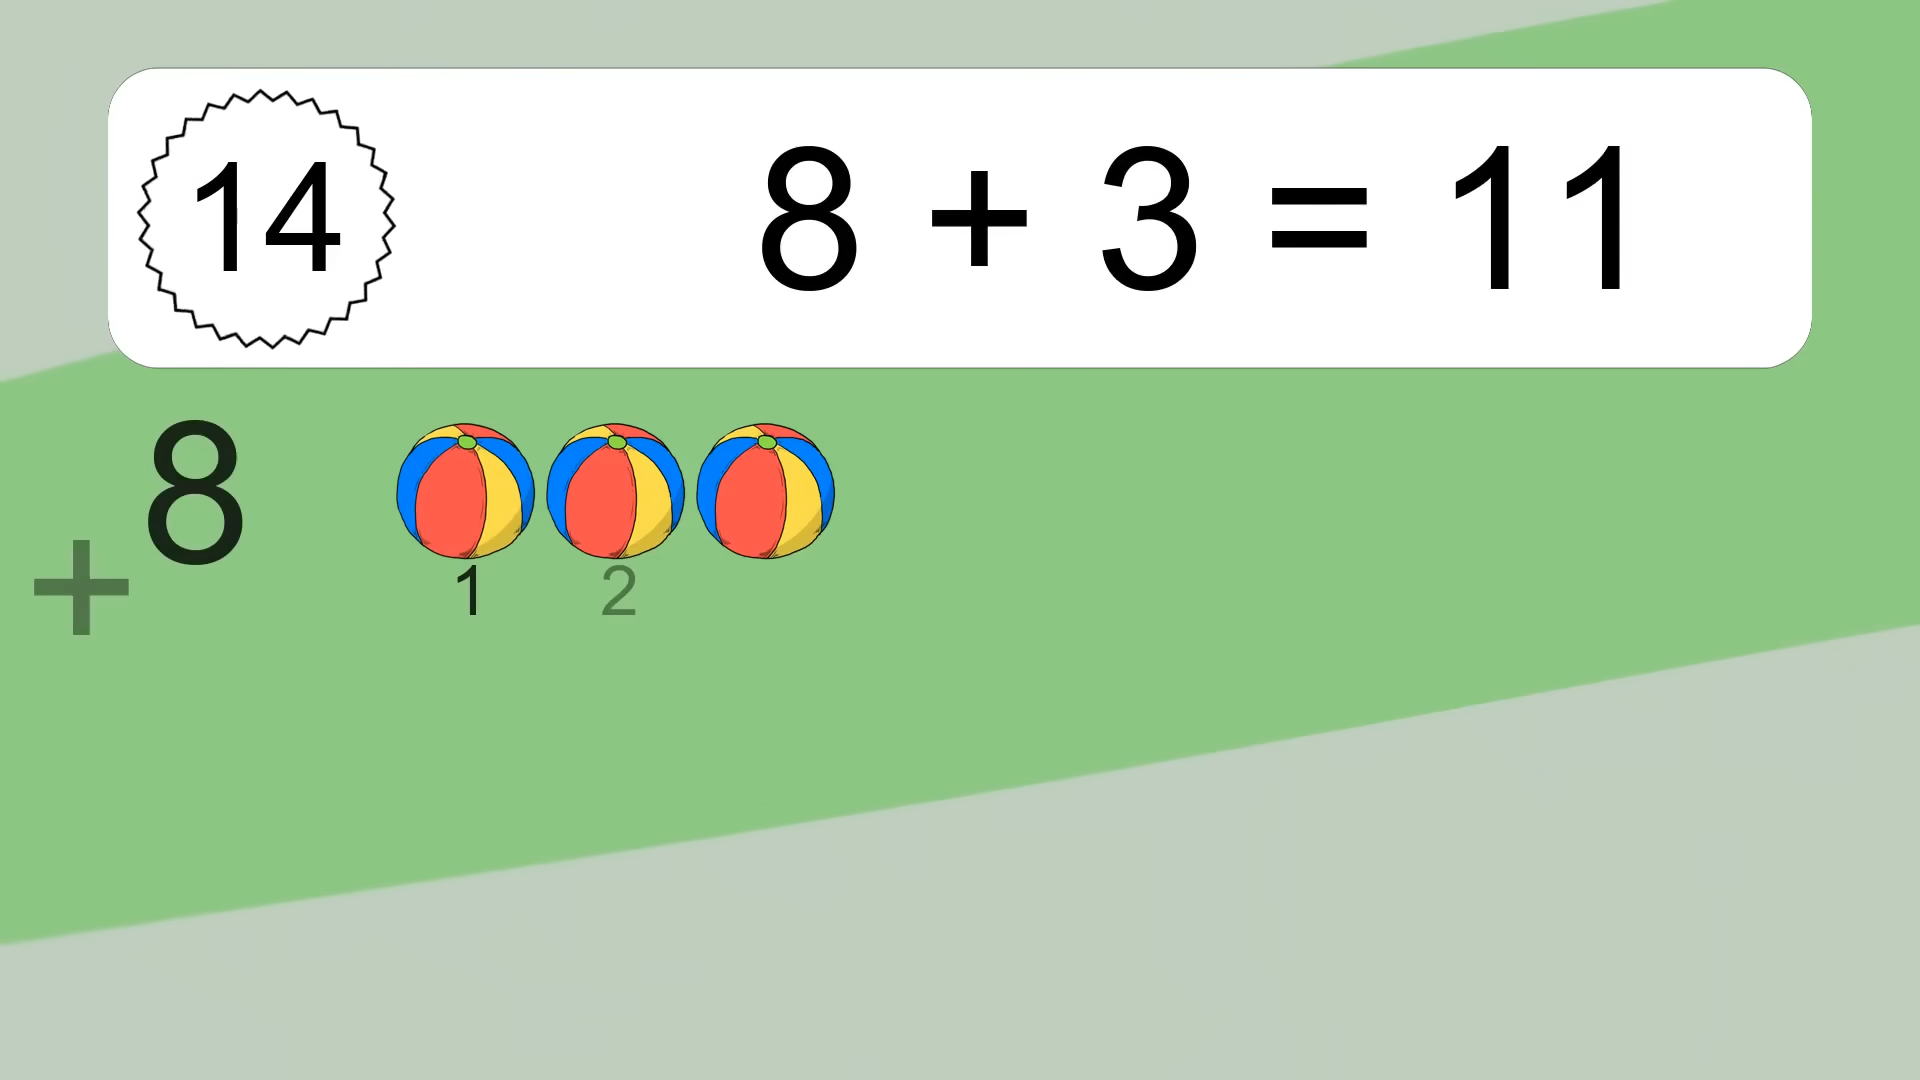 14
8 + 3 = 11
8
+
1 2